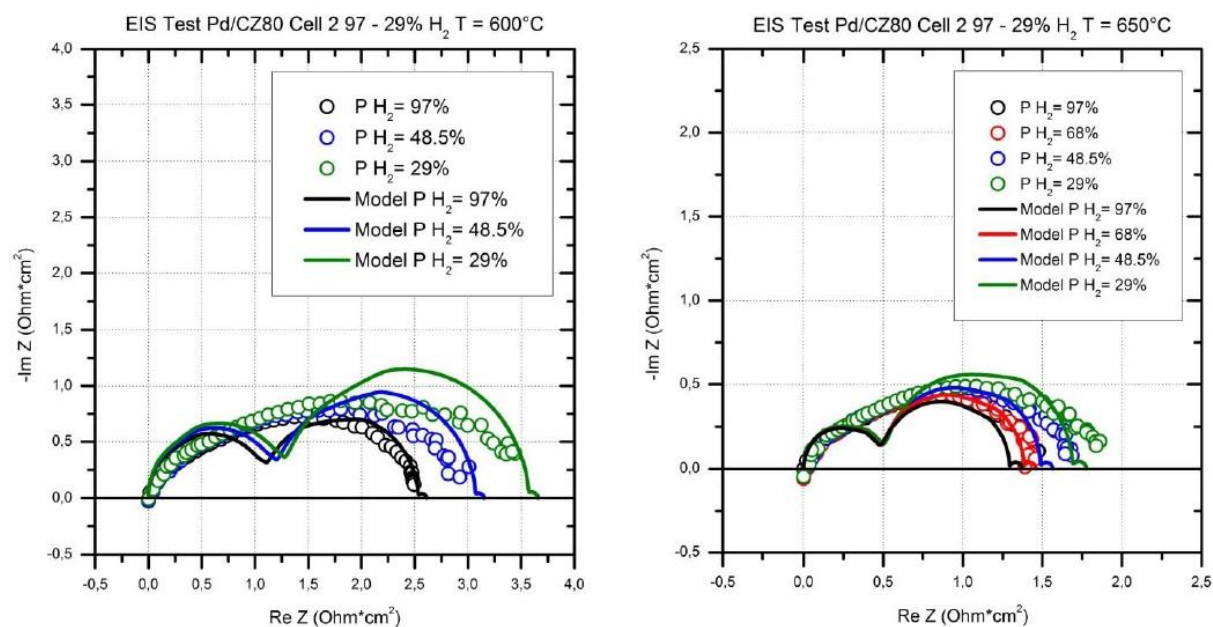 EIS Test Pd/CZ80 Cell 2 97 - 29% H2 T = 600°C
4,0
3,5
3,0
2,5
2,0
1,5
1,0
0,5
0,0
-0,5
-Im Z (Ohm*cm2)
P H2= 97%
P H2= 48.5%
P H2= 29%
Model P H2= 97%
Model P H2= 48.5%
Model P H2= 29%
-0,5 0,0 0,5 1,0 1,5 2,0 2,5 3,0 3,5 4,0
Re Z (Ohm*cm2)
EIS Test Pd/CZ80 Cell 2 97 - 29% H2 T = 650°C
2,5
2,0
1,5
1,0
0,5
0,0
-0,5
-Im Z (Ohm*cm2)
P H2= 97%
P H2= 68%
P H2= 48.5%
P H2= 29%
Model P H2= 97%
Model P H2= 68%
Model P H2= 48.5%
Model P H2= 29%
-0,5 0,0 0,5 1,0 1,5 2,0 2,5
Re Z (Ohm*cm2)